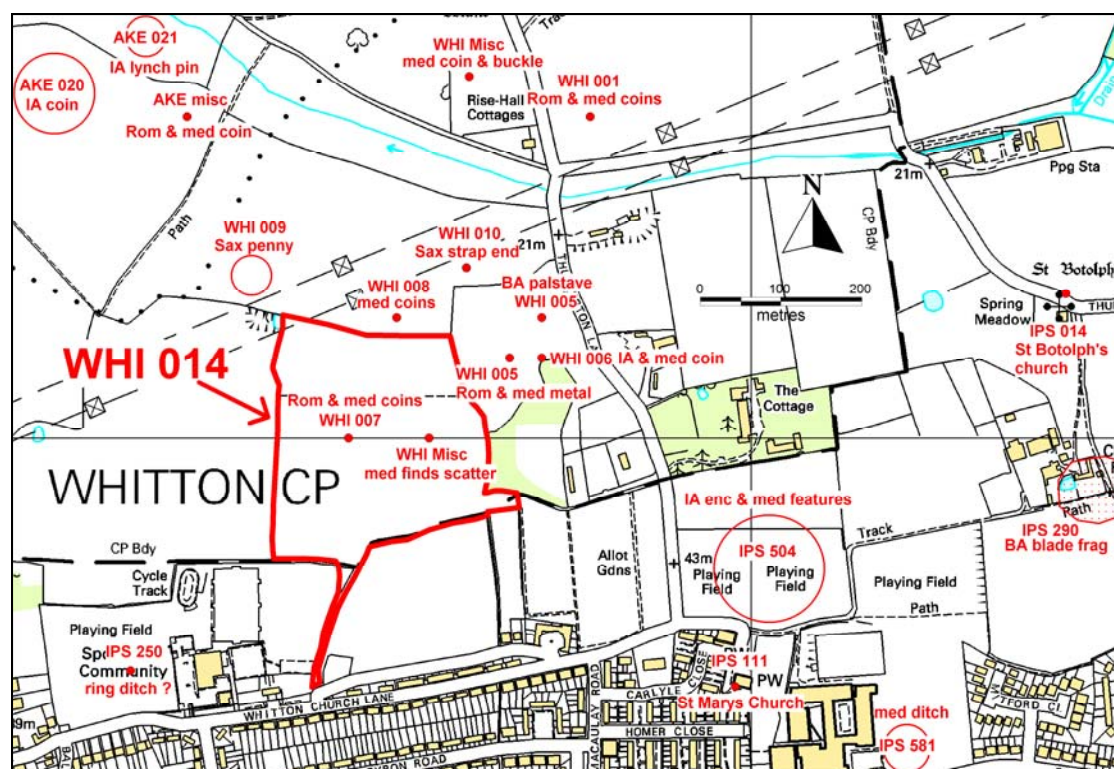 AKE 021
IA lynch pin
AKE 020
IA coin
AKE misc
Rom & med coin
Path
Track
WHI Misc
med coin & buckle
Rise-Hall
Cottages
WHI 001
Rom & med coins
Drain
21m
Ppg Sta
N
CP Bdy
WHI 009
Sax penny
WHI 010
Sax strap end
21m
WHI 008
med coins
BA palstave
WHI 005
0 100 200
metres
St Botolph's
Spring
Meadow
IPS 014
St Botolph's
church
WHI 014
WHI 006 IA & med coin
WHI 005
Rom & med metal
The
Cottage
Rom & med coins
WHI 007
WHI Misc
med finds scatter
WHITTON CP
IA enc & med features
IPS 504
Track
Path
IPS 290
BA blade frag
CP Bdy
Cycle
Track
Allot
Gdns
43m
Playing
Field
Playing
Field
Playing Field
Path
Playing Field
IPS 250
Community
ring ditch ?
WHITTON CHURCH LANE
MACAULAY ROAD
CARLYLE CLOSE
HOMER CLOSE
IPS 111
PW
St Marys Church
med ditch
IPS 581
MITFORD CL